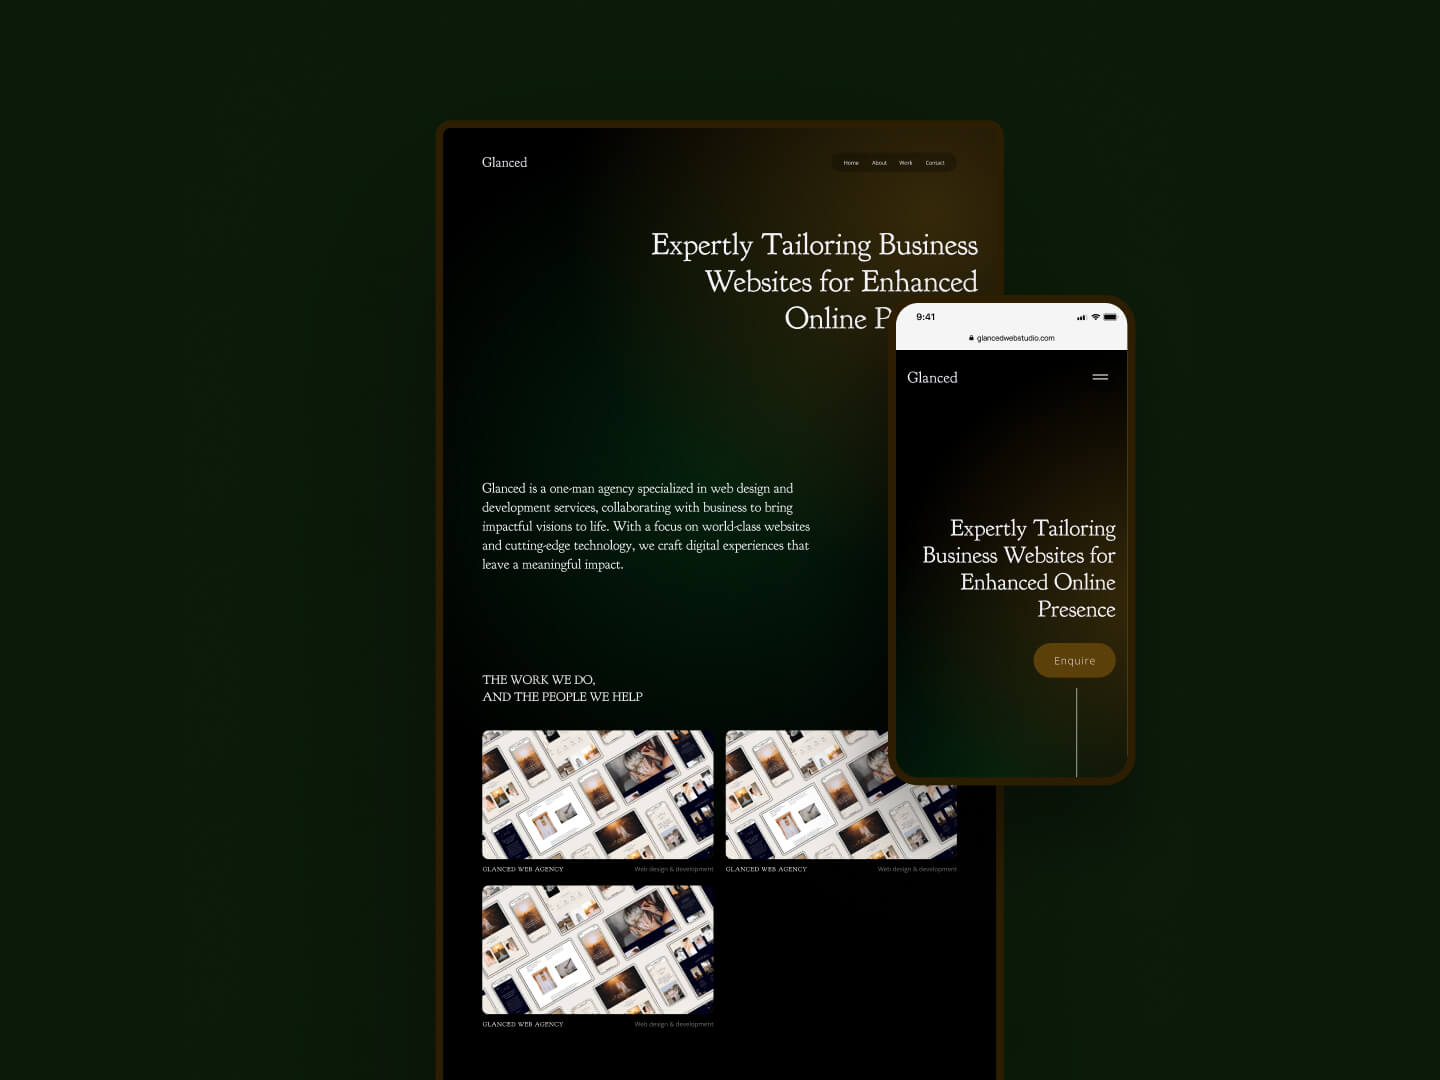 Glanced
Home About Work Contact
Expertly Tailoring Business
Websites for Enhanced
Online P
Glanced is a one-man agency specialized in web design and
development services, collaborating with business to bring
impactful visions to life. With a focus on world-class websites
and cutting-edge technology, we craft digital experiences that
leave a meaningful impact.
THE WORK WE DO,
AND THE PEOPLE WE HELP
GLANCED WEB AGENCY Web design & development
GLANCED WEB AGENCY Web design & development
GLANCED WEB AGENCY Web design & development
9:41
glancedwebstudio.com
Glanced
Expertly Tailoring
Business Websites for
Enhanced Online
Presence
Enquire